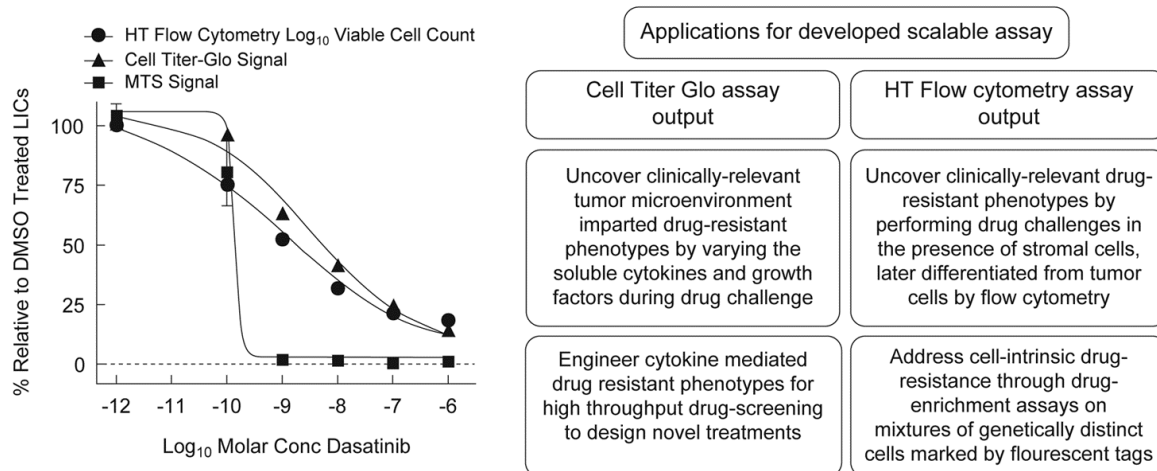 HT Flow Cytometry Log10 Viable Cell Count
Cell Titer-Glo Signal
MTS Signal
% Relative to DMSO Treated LICs
100
75
50
25
0
-12
-11
-10
-9
-8
-7
-6
Log10 Molar Conc Dasatinib
Applications for developed scalable assay
Cell Titer Glo assay
output
Uncover clinically-relevant
tumor microenvironment
imparted drug-resistant
phenotypes by varying the
soluble cytokines and growth
factors during drug challenge
Engineer cytokine mediated
drug resistant phenotypes for
high throughput drug-screening
to design novel treatments
HT Flow cytometry assay
output
Uncover clinically-relevant drug-
resistant phenotypes by
performing drug challenges in
the presence of stromal cells,
later differentiated from tumor
cells by flow cytometry
Address cell-intrinsic drug-
resistance through drug-
enrichment assays on
mixtures of genetically distinct
cells marked by flourescent tags